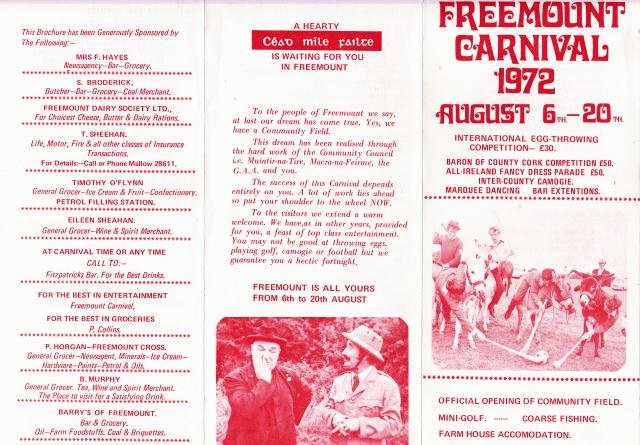 This Brochure has been Generously Sponsored by
The Following:–
MRS F. HAYES
Newsagency–Bar–Grocery.
S. BRODERICK,
Butcher–Bar–Grocery–Coal Merchant.
FREEMOUNT DAIRY SOCIETY LTD.,
For Choicest Cheese, Butter & Dairy Rations.
T. SHEEHAN.
Life, Motor, Fire & all other classes of Insurance
Transactions.
For Details:–Call or Phone Mallow 28611,
TIMOTHY O'FLYNN
General Grocer–Ice Cream & Fruit–Confectionery.
PETROL FILLING STATION.
EILEEN SHEAHAN.
General Grocer–Wine & Spirit Merchant.
AT CARNIVAL TIME OR ANY TIME
CALL TO:–
Fitzpatricks Bar. For the Best Drinks,
FOR THE BEST IN ENTERTAINMENT
Freemount Carnival,
FOR THE BEST IN GROCERIES
P. Collins.
P. HORGAN–FREEMOUNT CROSS.
General Grocer–Newsagent, Minerals–Ice Cream–
Hardware–Paints–Petrol & Oils,
B. MURPHY
General Grocer. Tea, Wine and Spirit Merchant.
The Place to visit for a Satisfying Drink.
BARRY'S OF FREEMOUNT.
Bar & Grocery.
Oil–Farm Foodstuffs. Coal & Briquettes.
A HEARTY
Céad míle fáilte
IS WAITING FOR YOU
IN FREEMOUNT
To the people of Freemount we say,
at last our dream has come true. Yes, we
have a Community Field.
This dream has been realised through
the hard work of the Community Council
i.e. Muintir-na-Tire, Macra-na-Feirme, the
G.A.A. and you.
The success of this Carnival depends
entirely on you. A lot of work lies ahead
so put your shoulder to the wheel NOW.
To the visitors we extend a warm
welcome. We have,as in other years, provided
for you, a feast of top class entertainment.
You may not be good at throwing eggs,
playing golf, camogie or football but we
guarantee you a hectic fortnight.
FREEMOUNT IS ALL YOURS
FROM 6th to 20th AUGUST
FREEMOUNT
CARNIVAL
1972
AUGUST 6TH–20TH.
INTERNATIONAL EGG-THROWING
COMPETITION– £30.
BARON OF COUNTY CORK COMPETITION £50.
ALL-IRELAND FANCY DRESS PARADE £50.
INTER-COUNTY CAMOGIE.
MARQUEE DANCING BAR EXTENTIONS.
OFFICIAL OPENING OF COMMUNITY FIELD.
MINI-GOLF. –––– COARSE FISHING.
FARM HOUSE ACCOMODATION.